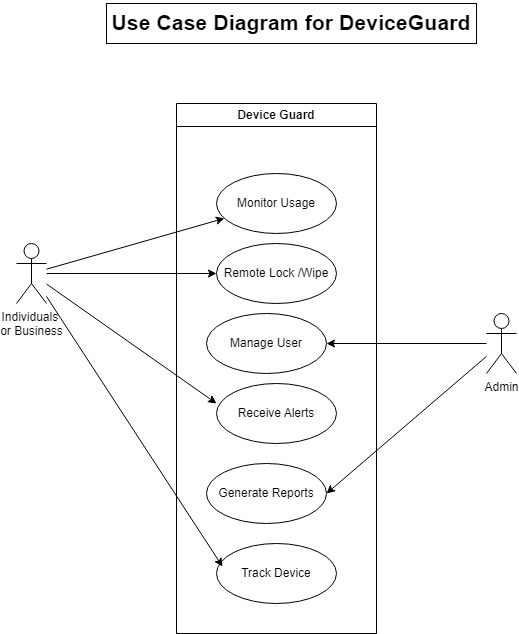 Use Case Diagram for DeviceGuard
Device Guard
Monitor Usage
Remote Lock /Wipe
Individuals
or Business
Manage User
Admin
Receive Alerts
Generate Reports
Track Device